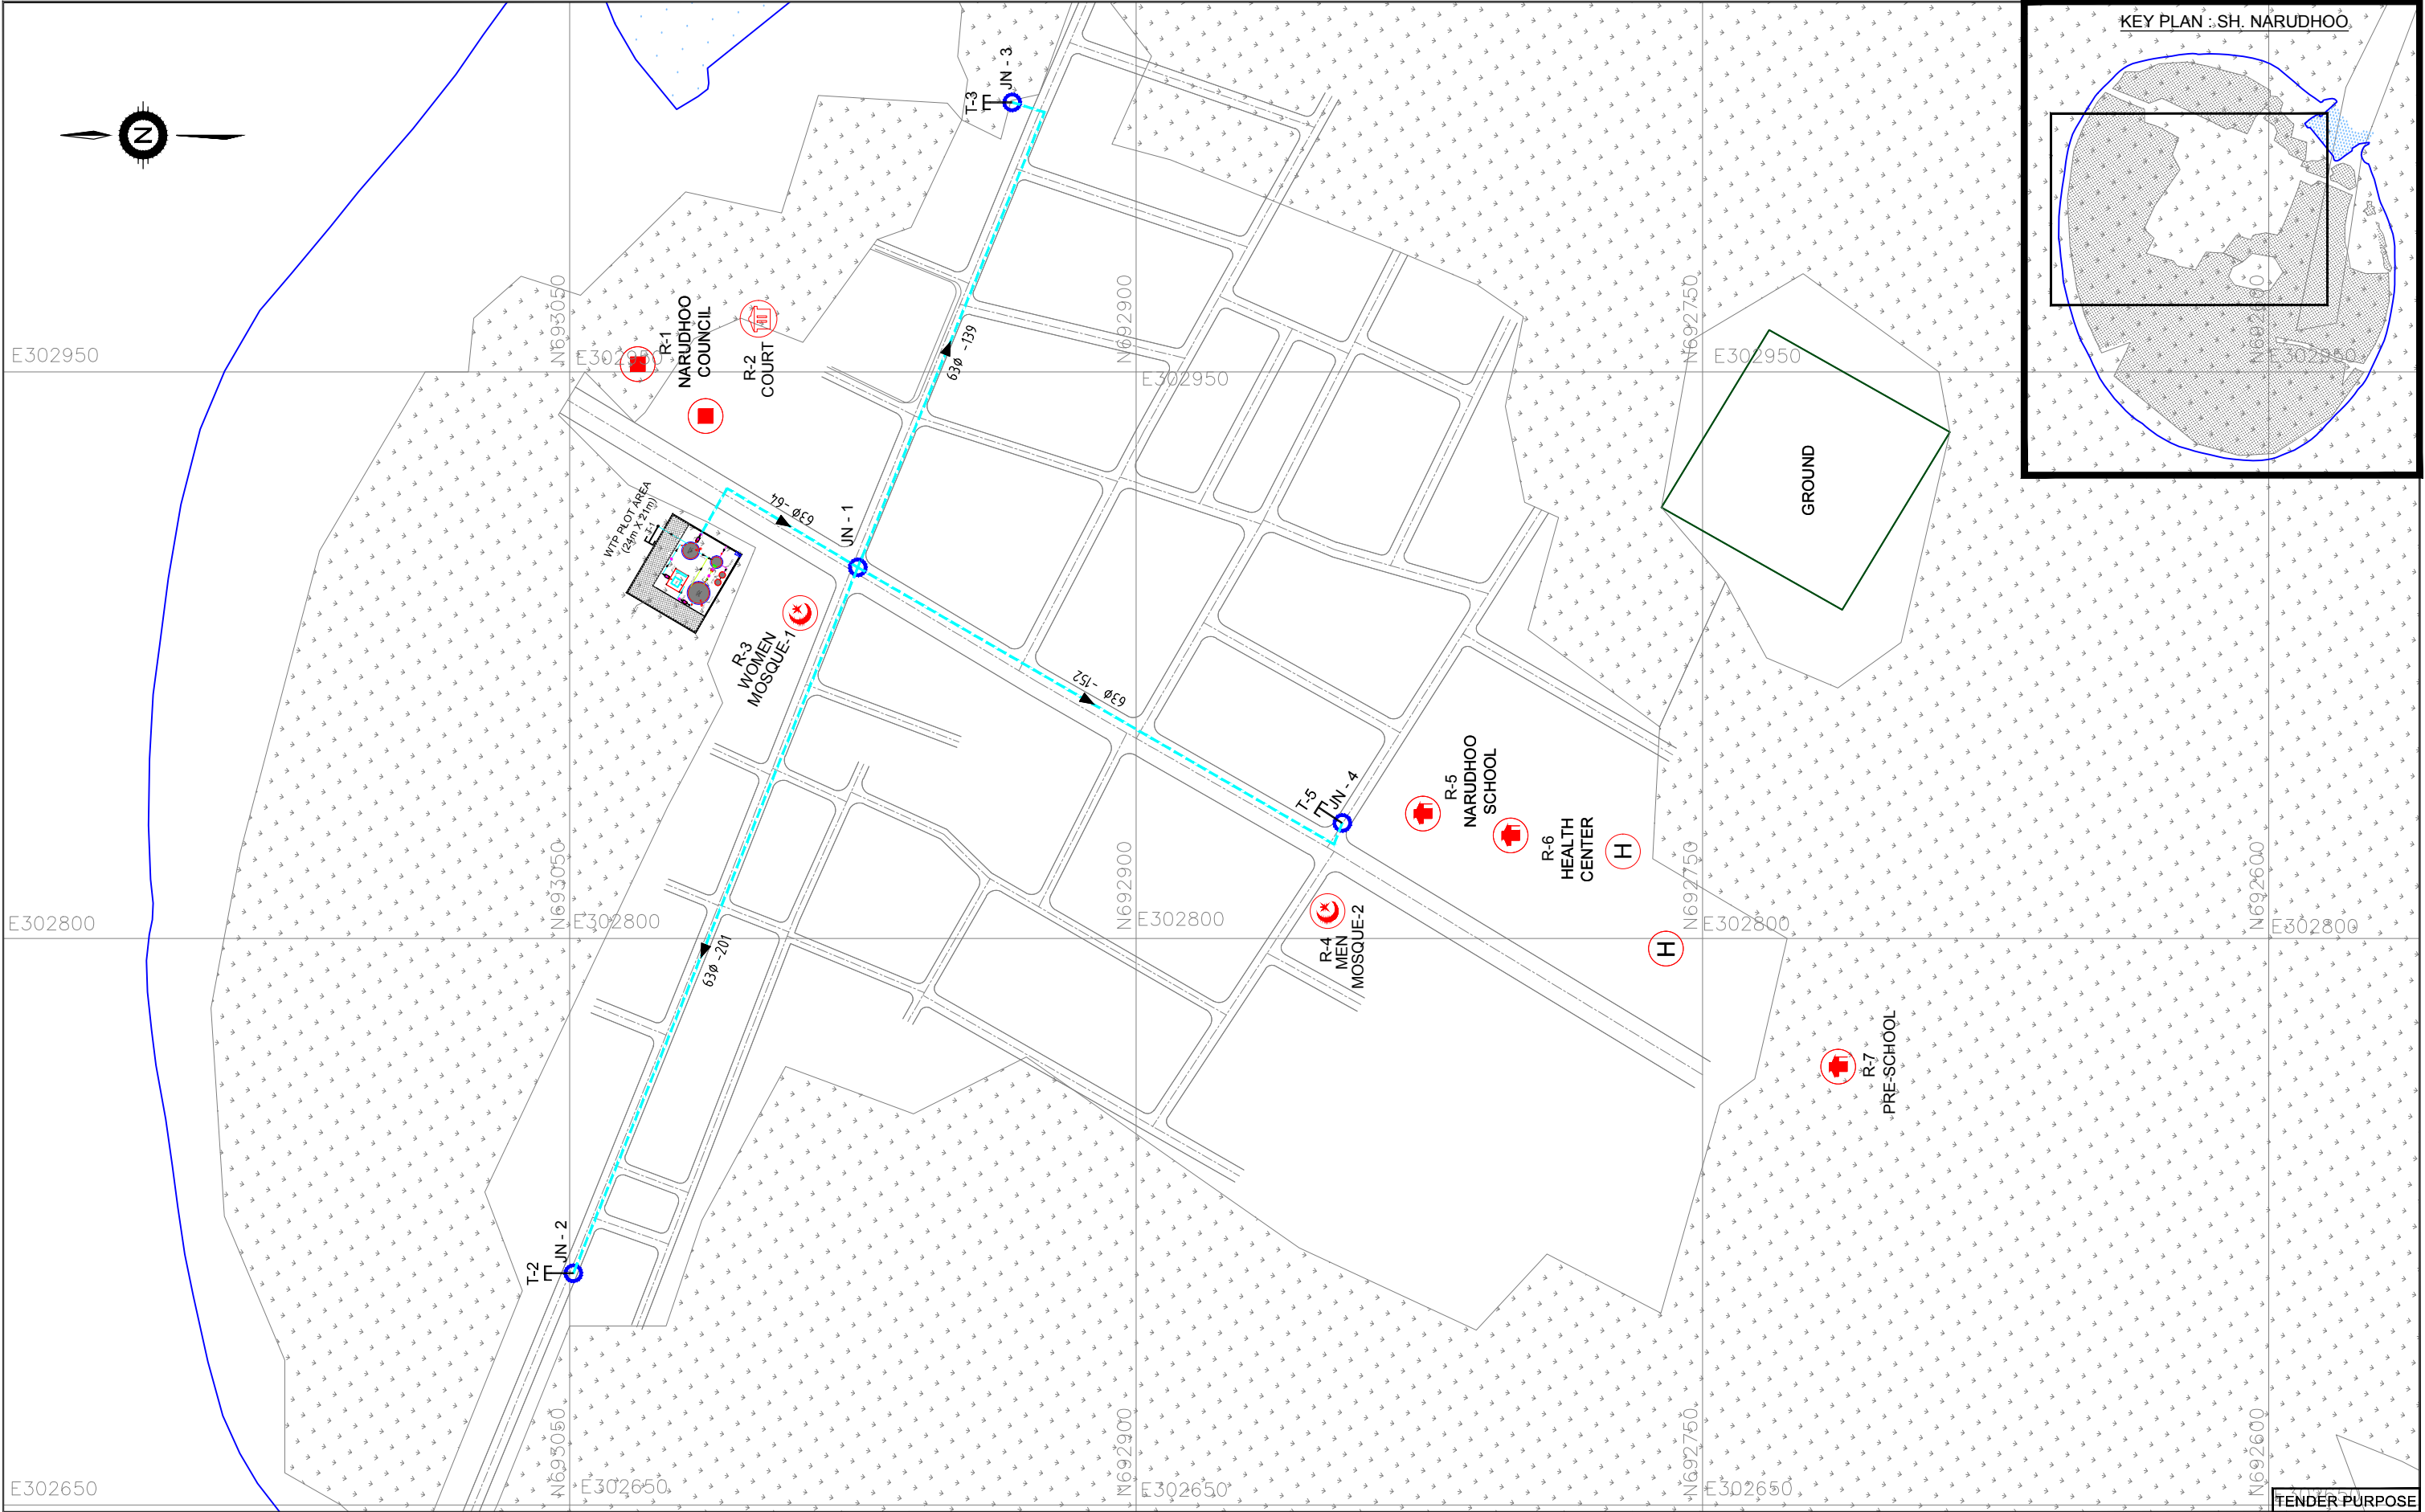 KEY PLAN : SH. NARUDHOO
N
T-3
JN - 3
N693050
N692900
N692750
N692600
E302950
E302950
E302950
E302950
E302950
R-1
NARUDHOO
COUNCIL
R-2
COURT
63ø -139
WTP PLOT AREA
(24m X 21m)
T-1
63ø -64
JN - 1
GROUND
R-3
WOMEN
MOSQUE-1
63ø -152
T-5
JN - 4
R-5
NARUDHOO
SCHOOL
R-6
HEALTH
CENTER
H
N693050
N692900
N692750
N692600
E302800
E302800
E302800
E302800
E302800
R-4
MEN
MOSQUE-2
H
63ø -201
R-7
PRE-SCHOOL
T-2
JN - 2
N693050
N692900
N692750
N692600
E302650
E302650
E302650
E302650
TENDER PURPOSE